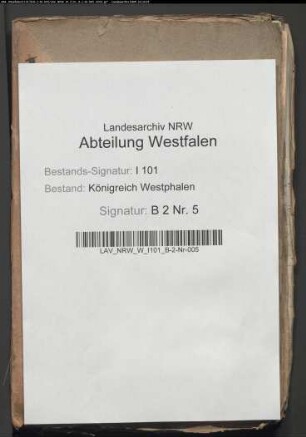 Landesarchiv NRW
Abteilung Westfalen
Bestands-Signatur: I 101
Bestand: Königreich Westphalen
Signatur: B 2 Nr. 5
LAV_NRW_W_I101_B-2-Nr-005